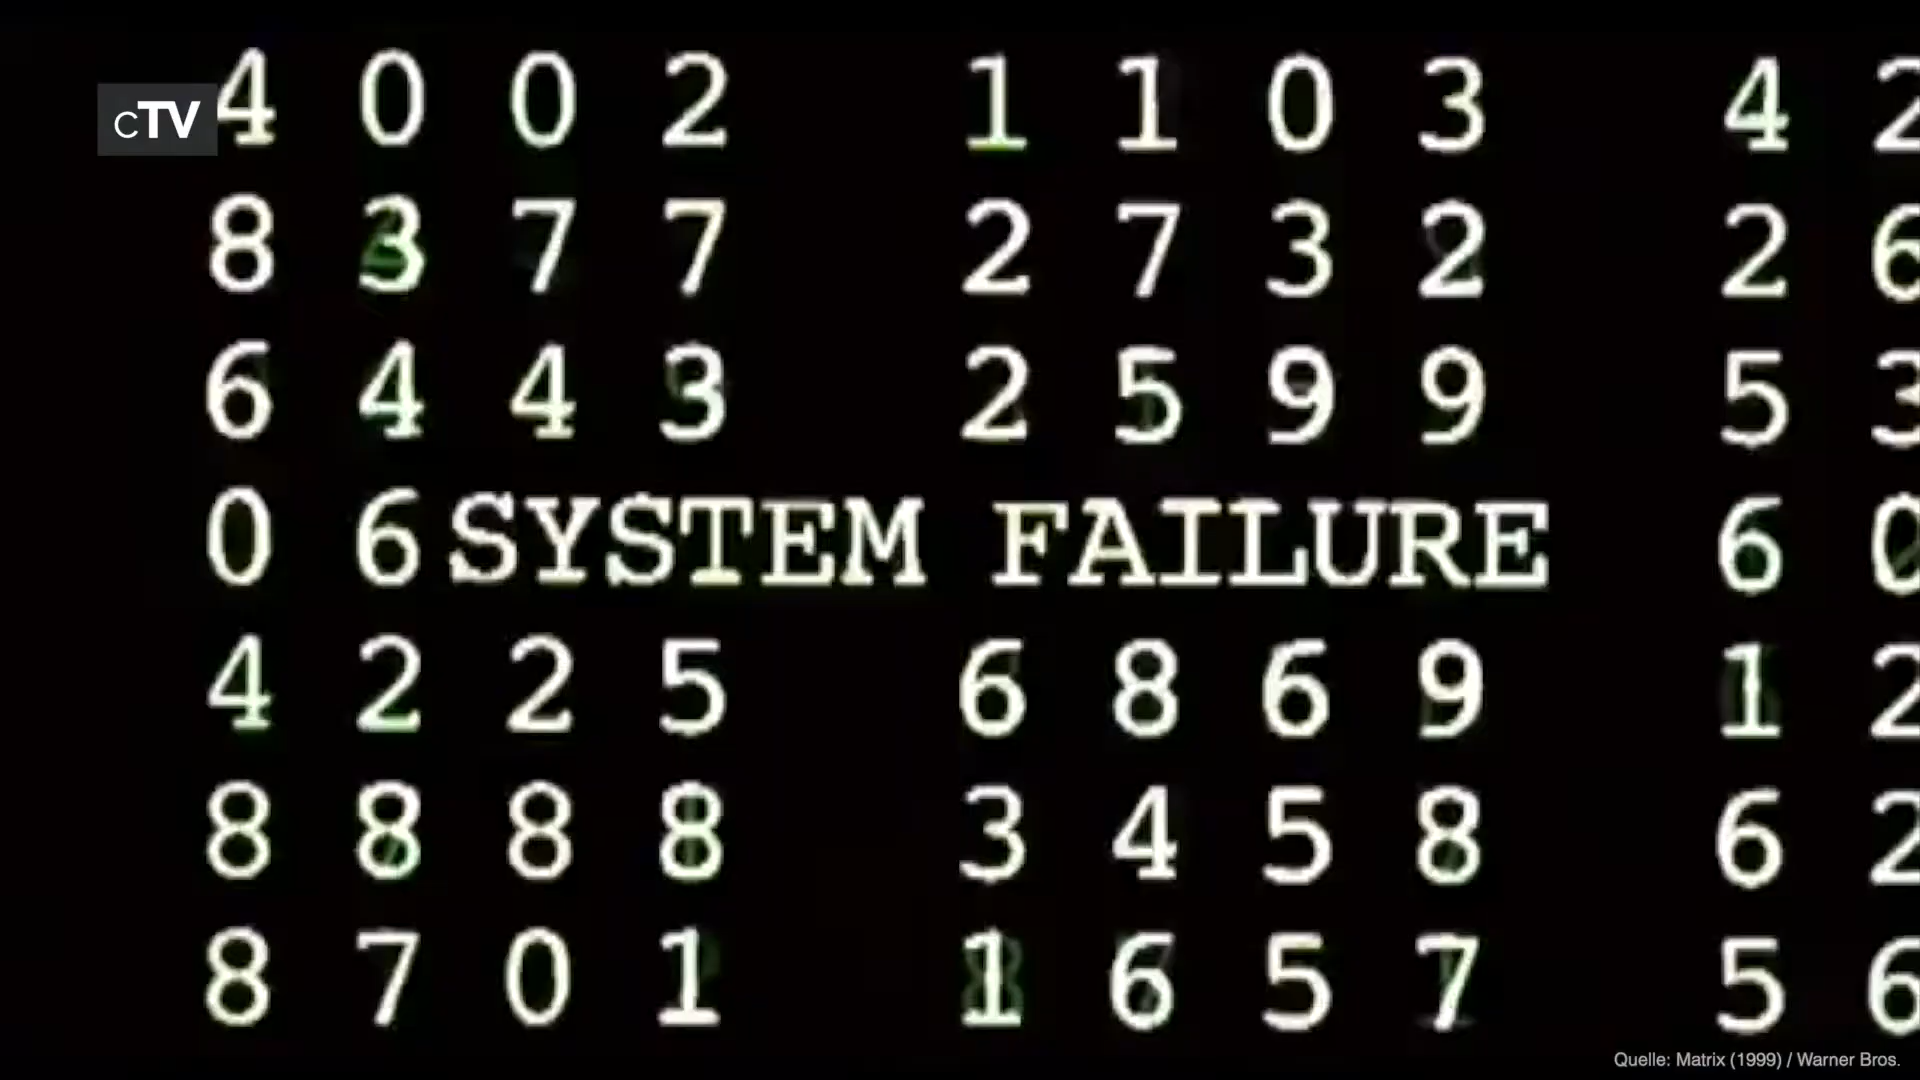 cTV
4 0 0 2 1 1 0 3 4 2
8 3 7 7 2 7 3 2 2 6
6 4 4 3 2 5 9 9 5 3
0 6 SYSTEM FAILURE 6 0
4 2 2 5 6 8 6 9 1 2
8 8 8 8 3 4 5 8 6 2
8 7 0 1 1 6 5 7 5 6
Quelle: Matrix (1999) / Warner Bros.